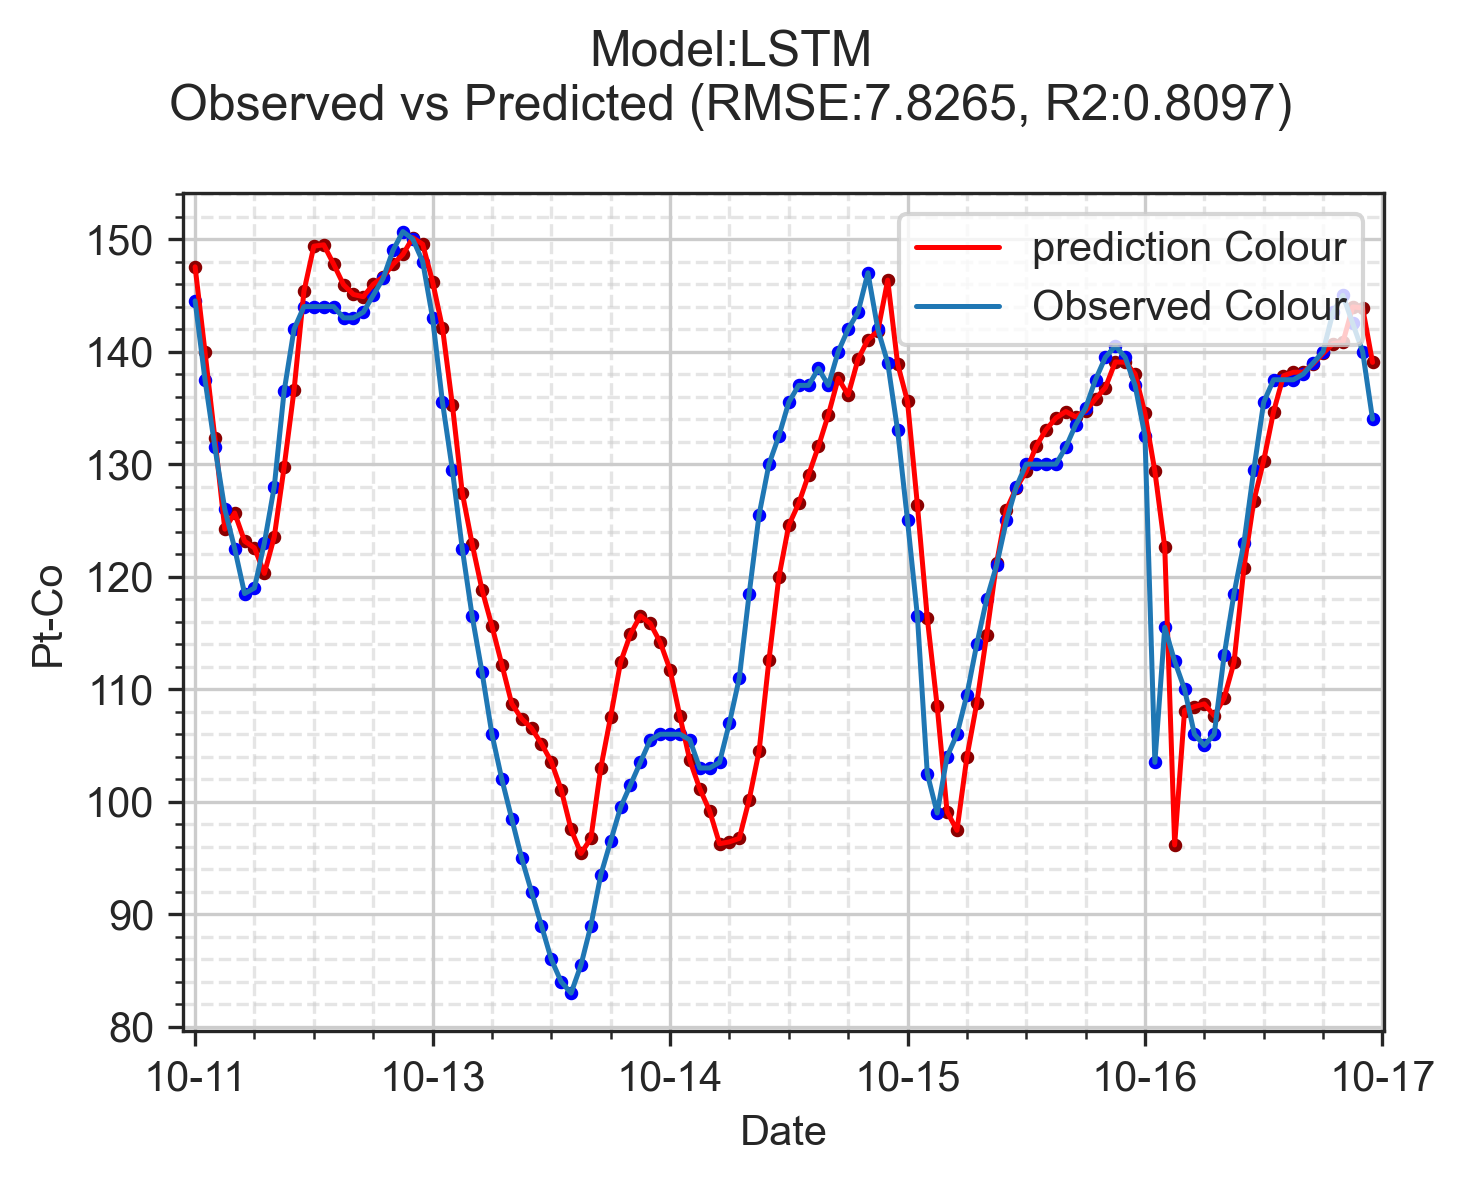 Model:LSTM
Observed vs Predicted (RMSE:7.8265, R2:0.8097)
prediction Colour
Observed Colour
150
140
130
120
110
100
90
80
Pt-Co
10-11 10-13 10-14 10-15 10-16 10-17
Date